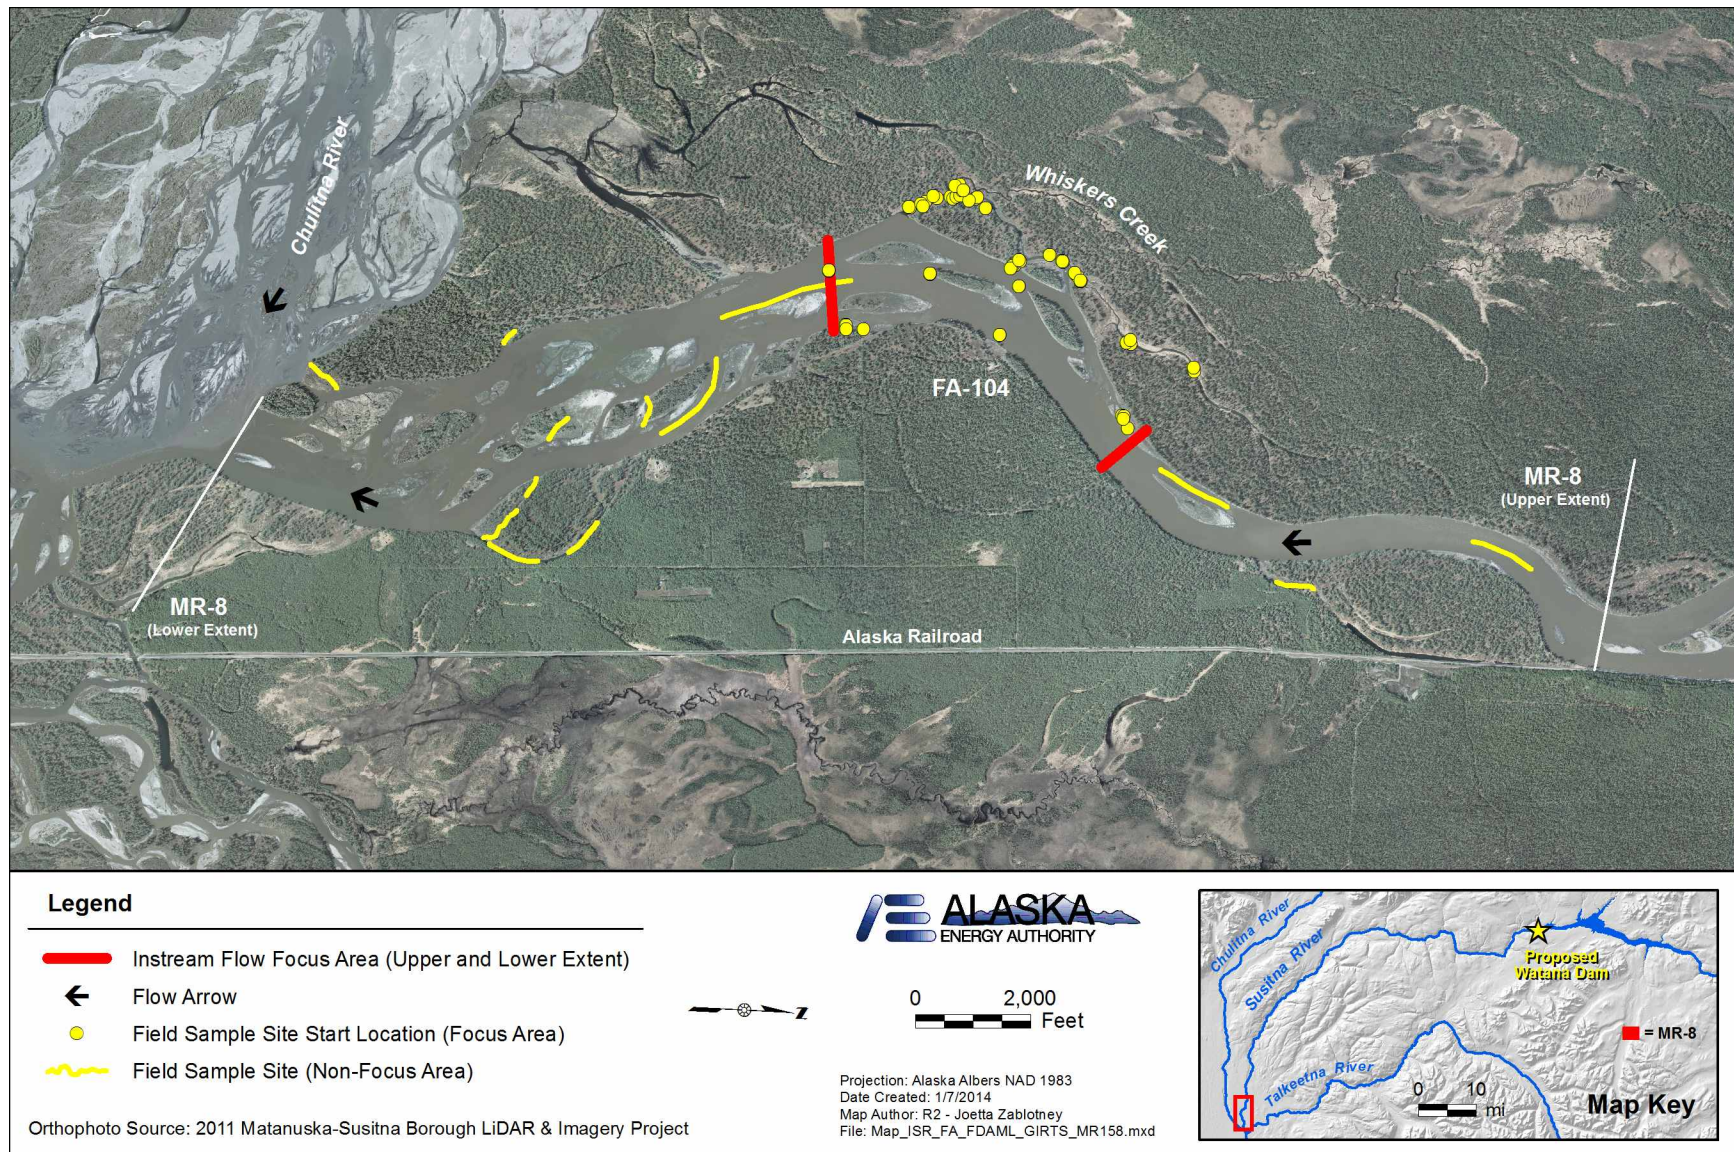 Chulitna River
Whiskers Creek
FA-104
MR-8
(Upper Extent)
MR-8
(Lower Extent)
Alaska Railroad
Legend
Instream Flow Focus Area (Upper and Lower Extent)
Flow Arrow
Field Sample Site Start Location (Focus Area)
Field Sample Site (Non-Focus Area)
Orthophoto Source: 2011 Matanuska-Susitna Borough LiDAR & Imagery Project
ALASKA
ENERGY AUTHORITY
N
0 2,000
Feet
Projection: Alaska Albers NAD 1983
Date Created: 1/7/2014
Map Author: R2 - Joetta Zablotney
File: Map_ISR_FA_FDAML_GIRTS_MR158.mxd
Chulitna River
Susitna River
Proposed
Watana Dam
= MR-8
Talkeetna River
0 10
mi
Map Key